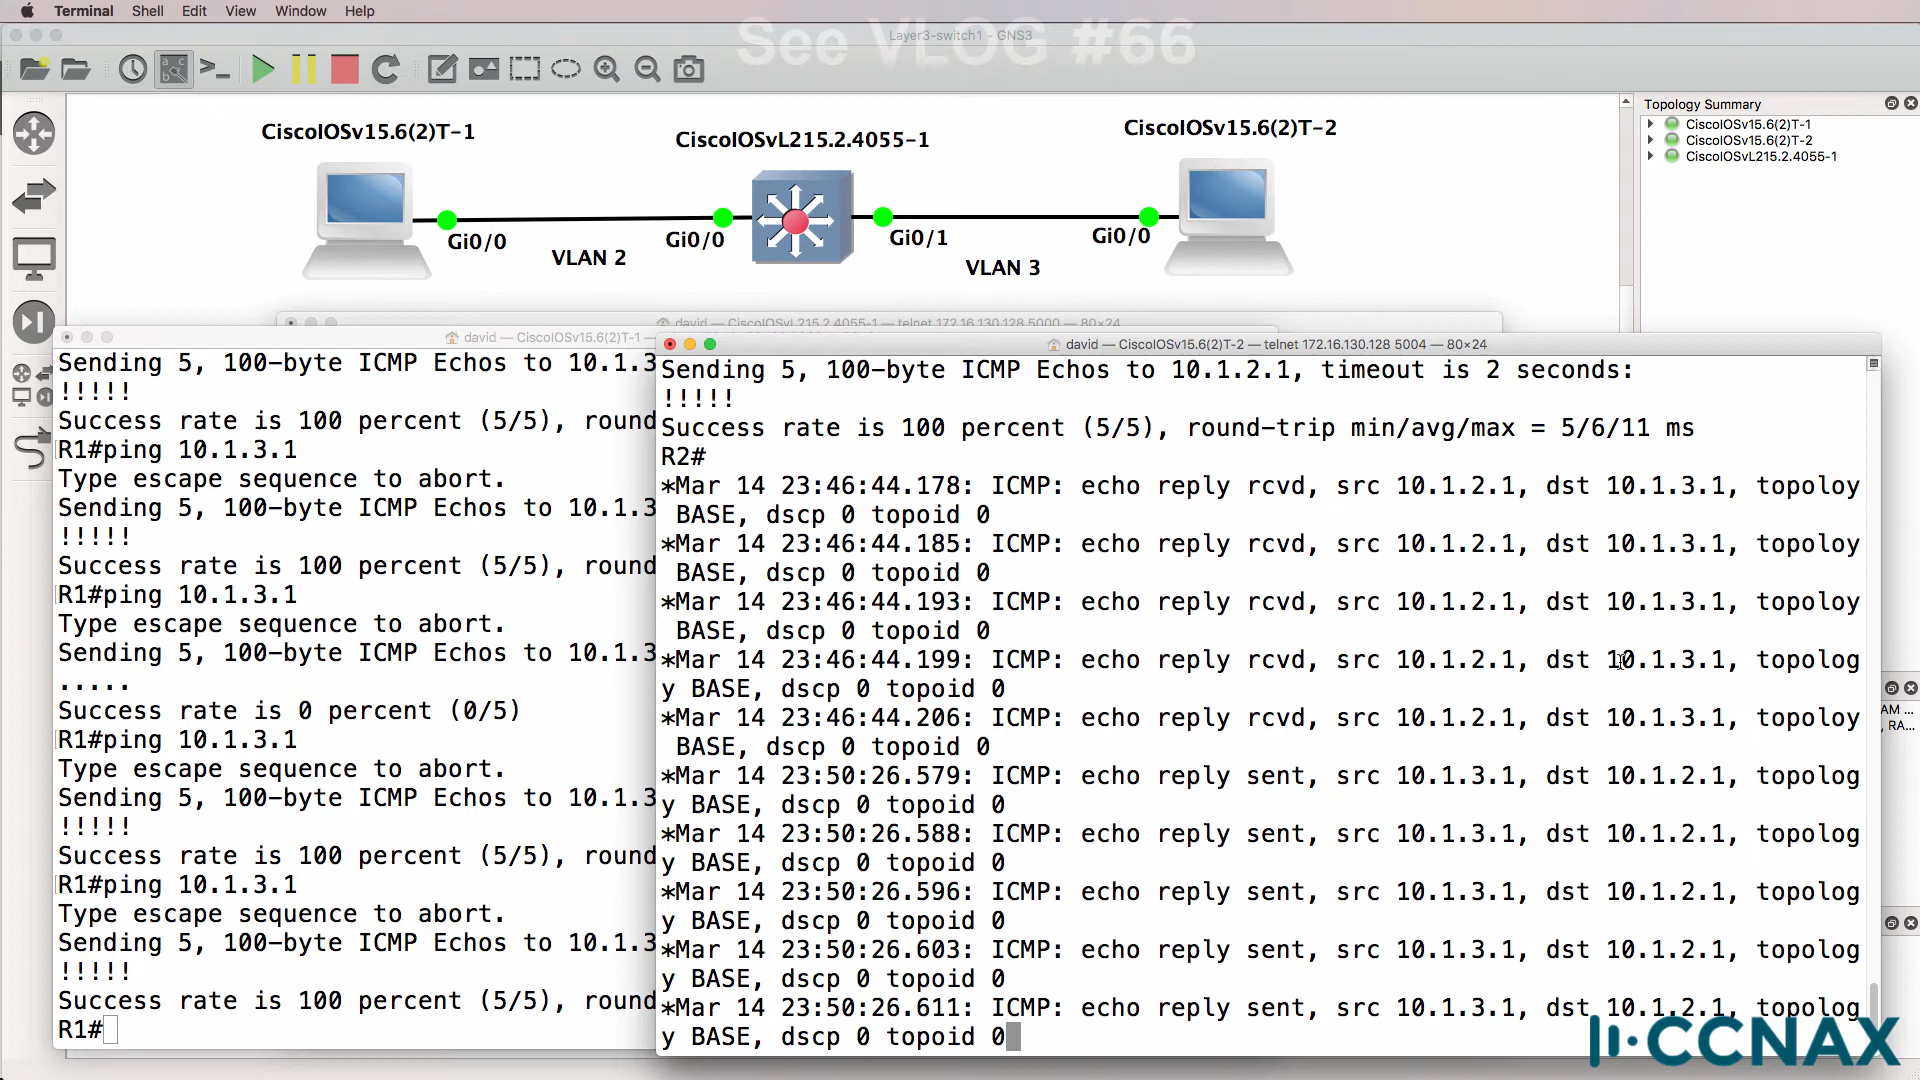 Terminal Shell Edit View Window Help
See VLOG #66
Layer3-switch1 - GNS3
CiscoIOSv15.6(2)T-1
CiscoIOSvL215.2.4055-1
CiscoIOSv15.6(2)T-2
Gi0/0
VLAN 2
Gi0/0
Gi0/1
VLAN 3
Gi0/0
Topology Summary
CiscoIOSv15.6(2)T-1
CiscoIOSv15.6(2)T-2
CiscoIOSvL215.2.4055-1
david — CiscoIOSvL215.2.4055-1 — telnet 172.16.130.128 5000 — 80×24
david — CiscoIOSv15.6(2)T-1 —
Sending 5, 100-byte ICMP Echos to 10.1.3
!!!!!
Success rate is 100 percent (5/5), round
R1#ping 10.1.3.1
Type escape sequence to abort.
Sending 5, 100-byte ICMP Echos to 10.1.3
!!!!!
Success rate is 100 percent (5/5), round
R1#ping 10.1.3.1
Type escape sequence to abort.
Sending 5, 100-byte ICMP Echos to 10.1.3
.....
Success rate is 0 percent (0/5)
R1#ping 10.1.3.1
Type escape sequence to abort.
Sending 5, 100-byte ICMP Echos to 10.1.3
!!!!!
Success rate is 100 percent (5/5), round
R1#ping 10.1.3.1
Type escape sequence to abort.
Sending 5, 100-byte ICMP Echos to 10.1.3
!!!!!
Success rate is 100 percent (5/5), round
R1#
david — CiscoIOSv15.6(2)T-2 — telnet 172.16.130.128 5004 — 80×24
Sending 5, 100-byte ICMP Echos to 10.1.2.1, timeout is 2 seconds:
!!!!!
Success rate is 100 percent (5/5), round-trip min/avg/max = 5/6/11 ms
R2#
*Mar 14 23:46:44.178: ICMP: echo reply rcvd, src 10.1.2.1, dst 10.1.3.1, topoloy
BASE, dscp 0 topoid 0
*Mar 14 23:46:44.185: ICMP: echo reply rcvd, src 10.1.2.1, dst 10.1.3.1, topoloy
BASE, dscp 0 topoid 0
*Mar 14 23:46:44.193: ICMP: echo reply rcvd, src 10.1.2.1, dst 10.1.3.1, topoloy
BASE, dscp 0 topoid 0
*Mar 14 23:46:44.199: ICMP: echo reply rcvd, src 10.1.2.1, dst 10.1.3.1, topolog
y BASE, dscp 0 topoid 0
*Mar 14 23:46:44.206: ICMP: echo reply rcvd, src 10.1.2.1, dst 10.1.3.1, topoloy
BASE, dscp 0 topoid 0
*Mar 14 23:50:26.579: ICMP: echo reply sent, src 10.1.3.1, dst 10.1.2.1, topolog
y BASE, dscp 0 topoid 0
*Mar 14 23:50:26.588: ICMP: echo reply sent, src 10.1.3.1, dst 10.1.2.1, topolog
y BASE, dscp 0 topoid 0
*Mar 14 23:50:26.596: ICMP: echo reply sent, src 10.1.3.1, dst 10.1.2.1, topolog
y BASE, dscp 0 topoid 0
*Mar 14 23:50:26.603: ICMP: echo reply sent, src 10.1.3.1, dst 10.1.2.1, topolog
y BASE, dscp 0 topoid 0
*Mar 14 23:50:26.611: ICMP: echo reply sent, src 10.1.3.1, dst 10.1.2.1, topolog
y BASE, dscp 0 topoid 0
AM ...
, RA...
CCNAX